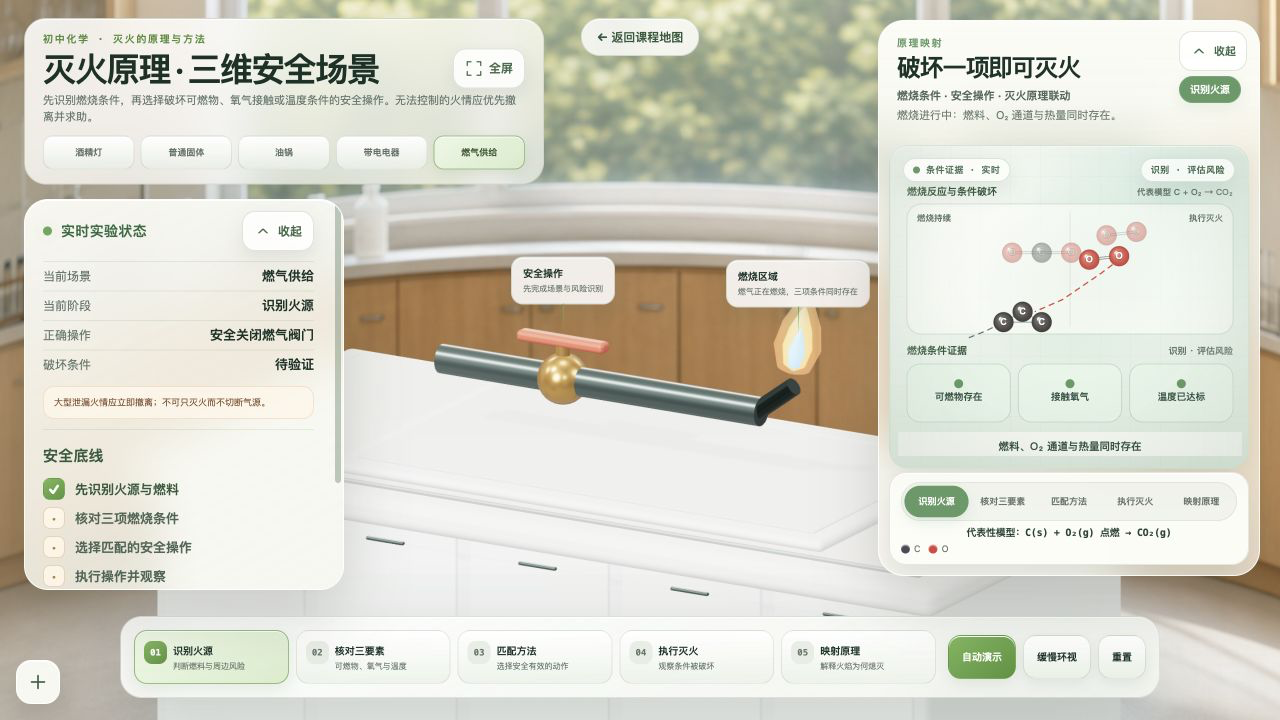 初中化学 · 灭火的原理与方法
灭火原理·三维安全场景
全屏
先识别燃烧条件，再选择破坏可燃物、氧气接触或温度条件的安全操作。无法控制的火情应优先撤
离并求助。
酒精灯
普通固体
油锅
带电电器
燃气供给
← 返回课程地图
实时实验状态
收起
当前场景 燃气供给
当前阶段 识别火源
正确操作 安全关闭燃气阀门
破坏条件 待验证
大型泄漏火情应立即撤离；不可只灭火而不切断气源。
安全底线
先识别火源与燃料
核对三项燃烧条件
选择匹配的安全操作
执行操作并观察
安全操作
先完成场景与风险识别
燃烧区域
燃气正在燃烧，三项条件同时存在
原理映射
破坏一项即可灭火
收起
识别火源
燃烧条件 · 安全操作 · 灭火原理联动
燃烧进行中：燃料、O₂ 通道与热量同时存在。
条件证据 · 实时
识别 · 评估风险
燃烧反应与条件破坏
代表模型 C + O₂ → CO₂
燃烧持续
执行灭火
O O
C C C
燃烧条件证据
识别 · 评估风险
可燃物存在
接触氧气
温度已达标
燃料、O₂ 通道与热量同时存在
识别火源
核对三要素
匹配方法
执行灭火
映射原理
代表性模型：C(s) + O₂(g) 点燃 → CO₂(g)
C O
01 识别火源
判断燃料与周边风险
02 核对三要素
可燃物、氧气与温度
03 匹配方法
选择安全有效的动作
04 执行灭火
观察条件被破坏
05 映射原理
解释火焰为何熄灭
自动演示
缓慢环视
重置